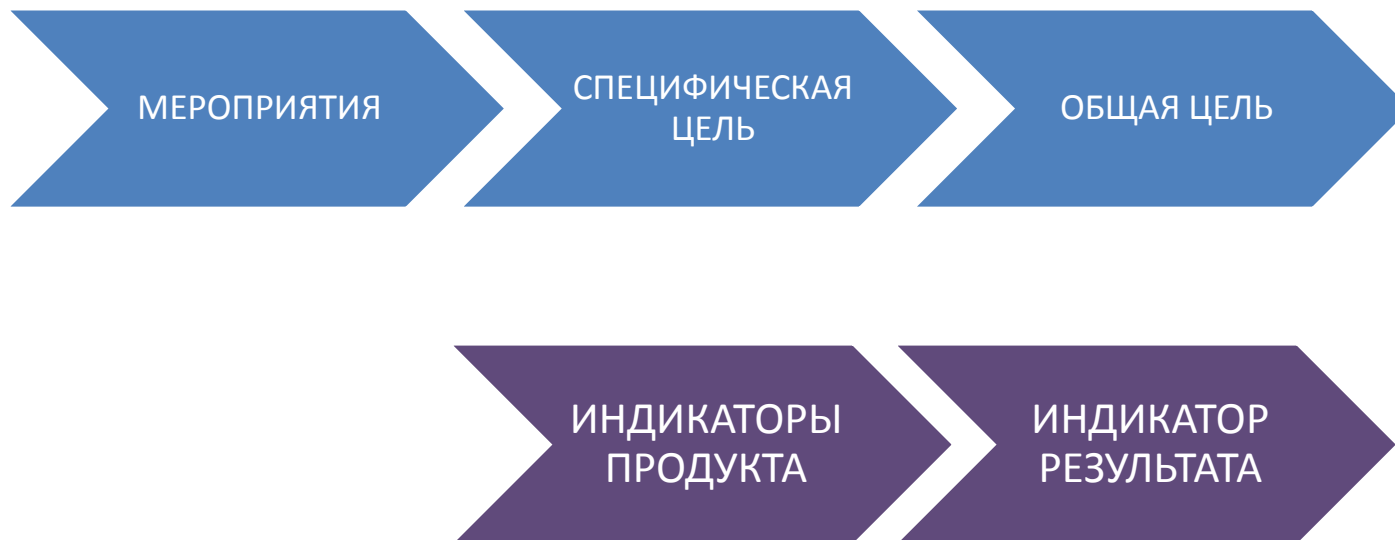 МЕРОПРИЯТИЯ
СПЕЦИФИЧЕСКАЯ
ЦЕЛЬ
ОБЩАЯ ЦЕЛЬ
ИНДИКАТОРЫ
ПРОДУКТА
ИНДИКАТОР
РЕЗУЛЬТАТА